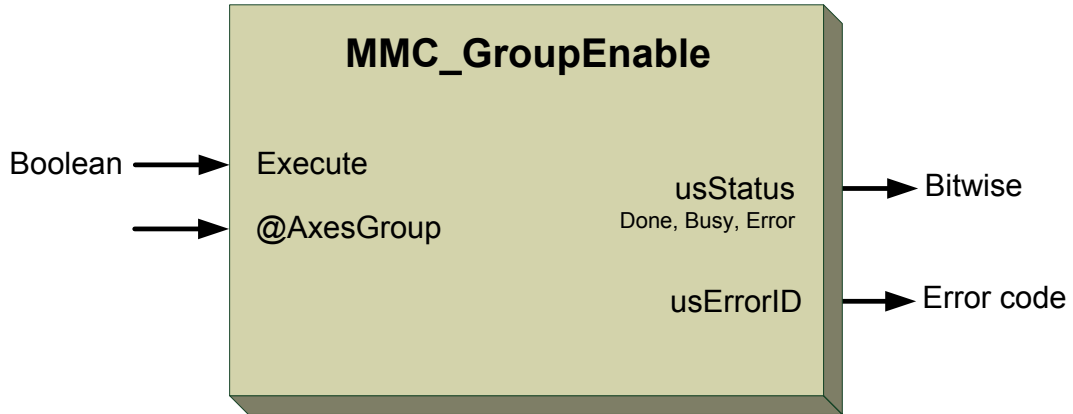 MMC_GroupEnable
Boolean
Execute
@AxesGroup
usStatus
Done, Busy, Error
Bitwise
usErrorID
Error code